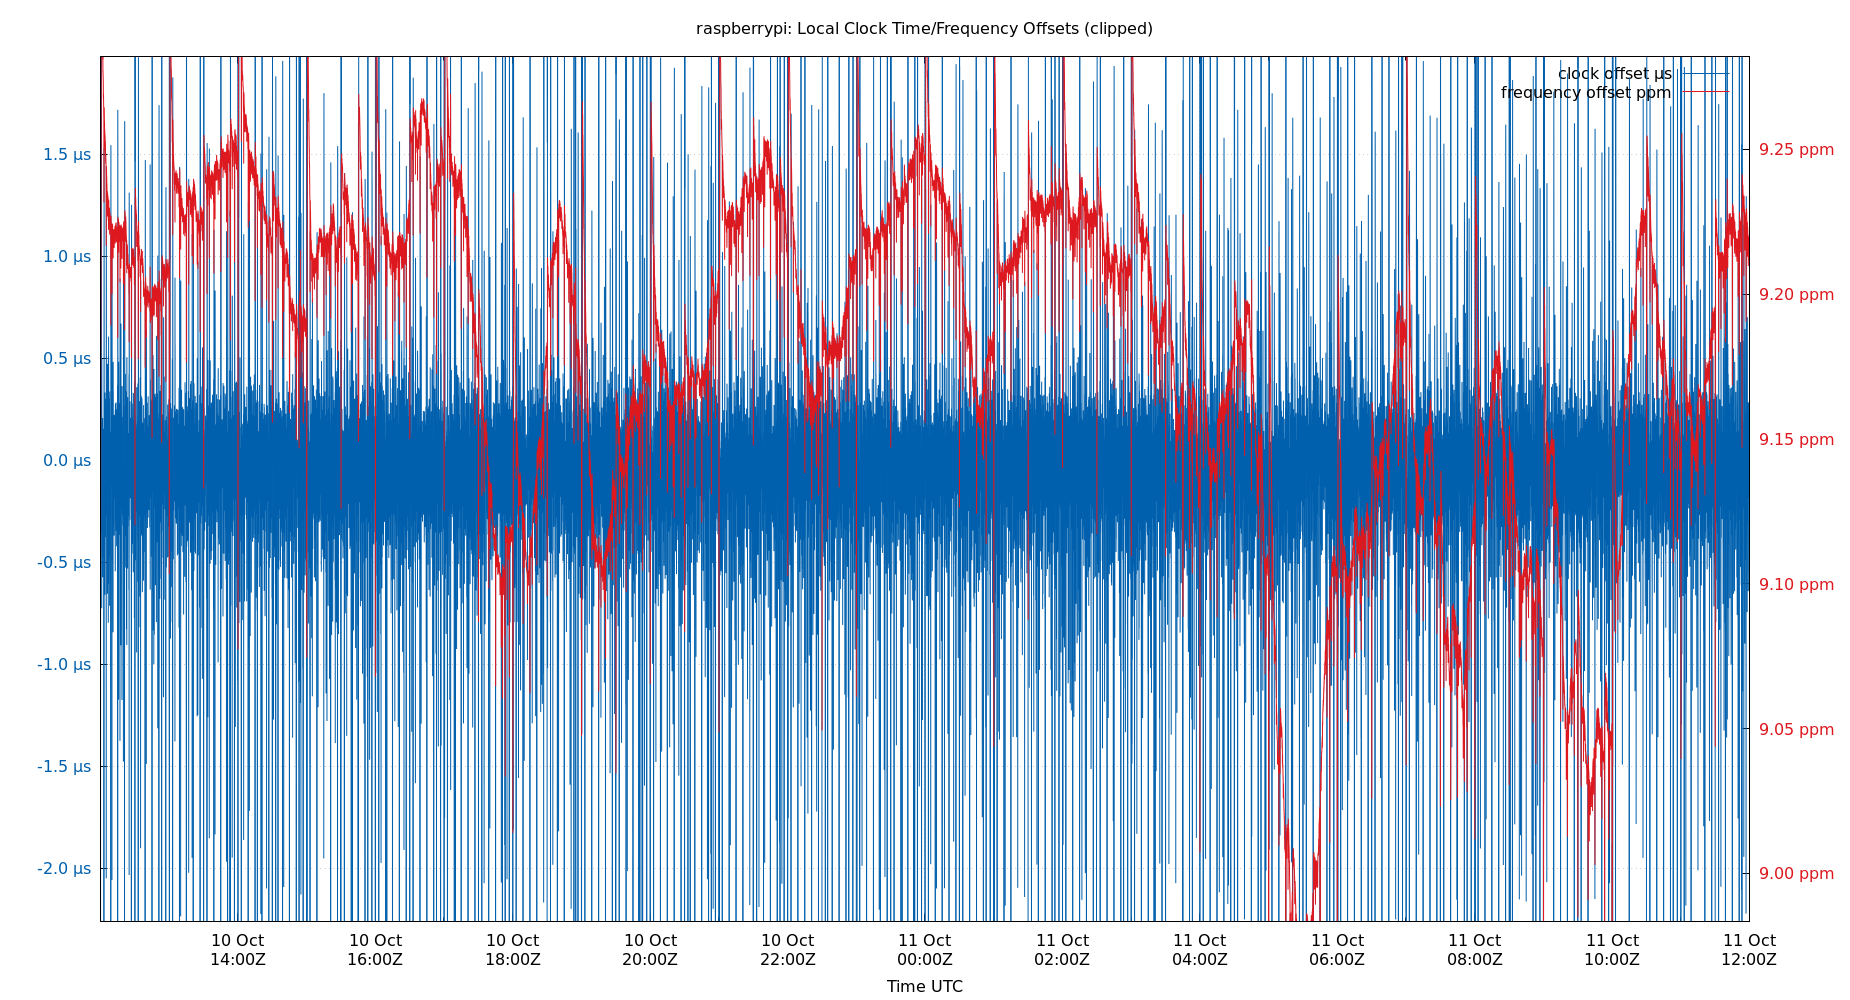 raspberrypi: Local Clock Time/Frequency Offsets (clipped)
clock offset µs
frequency offset ppm
1.5 µs
1.0 µs
0.5 µs
0.0 µs
-0.5 µs
-1.0 µs
-1.5 µs
-2.0 µs
9.25 ppm
9.20 ppm
9.15 ppm
9.10 ppm
9.05 ppm
9.00 ppm
10 Oct 10 Oct 10 Oct 10 Oct 10 Oct 11 Oct 11 Oct 11 Oct 11 Oct 11 Oct 11 Oct 11 Oct
14:00Z 16:00Z 18:00Z 20:00Z 22:00Z 00:00Z 02:00Z 04:00Z 06:00Z 08:00Z 10:00Z 12:00Z
Time UTC